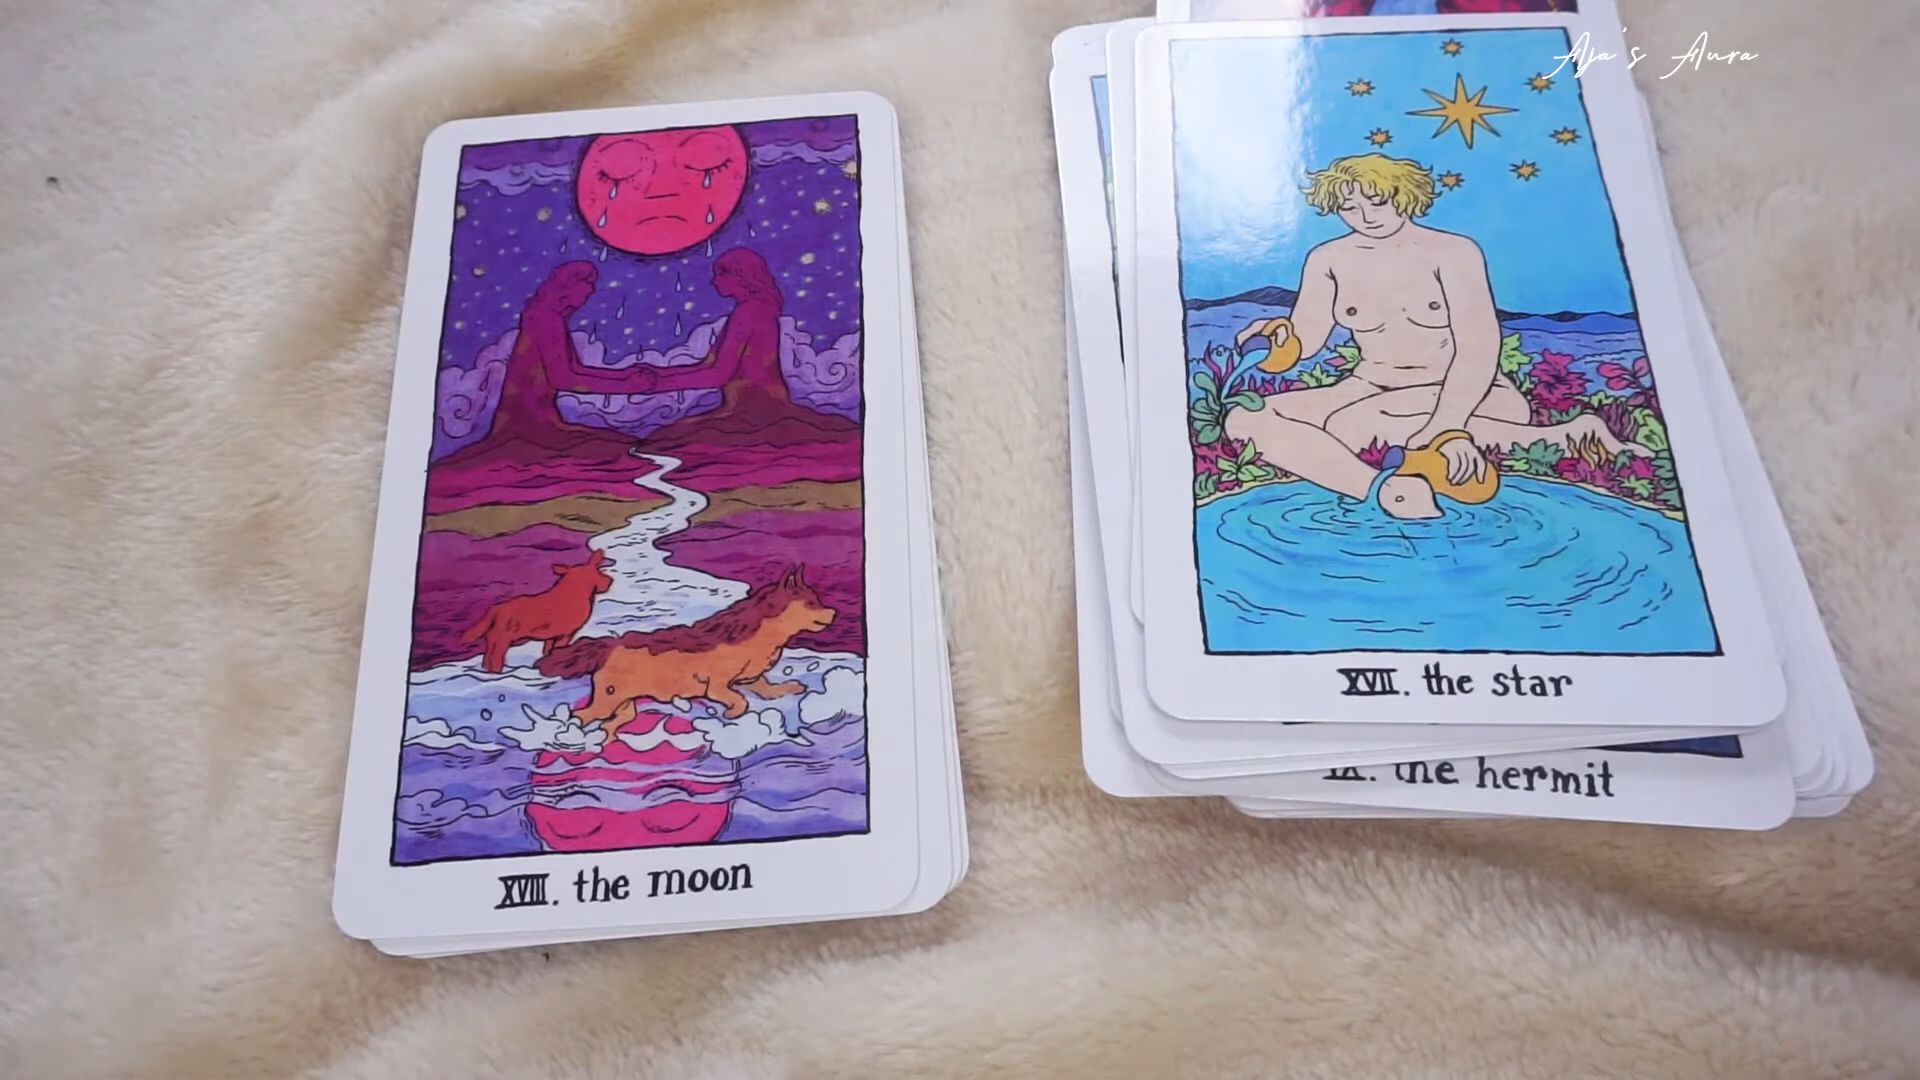 Aja's Aura
XVIII. the moon
XVII. the star
IX. the hermit